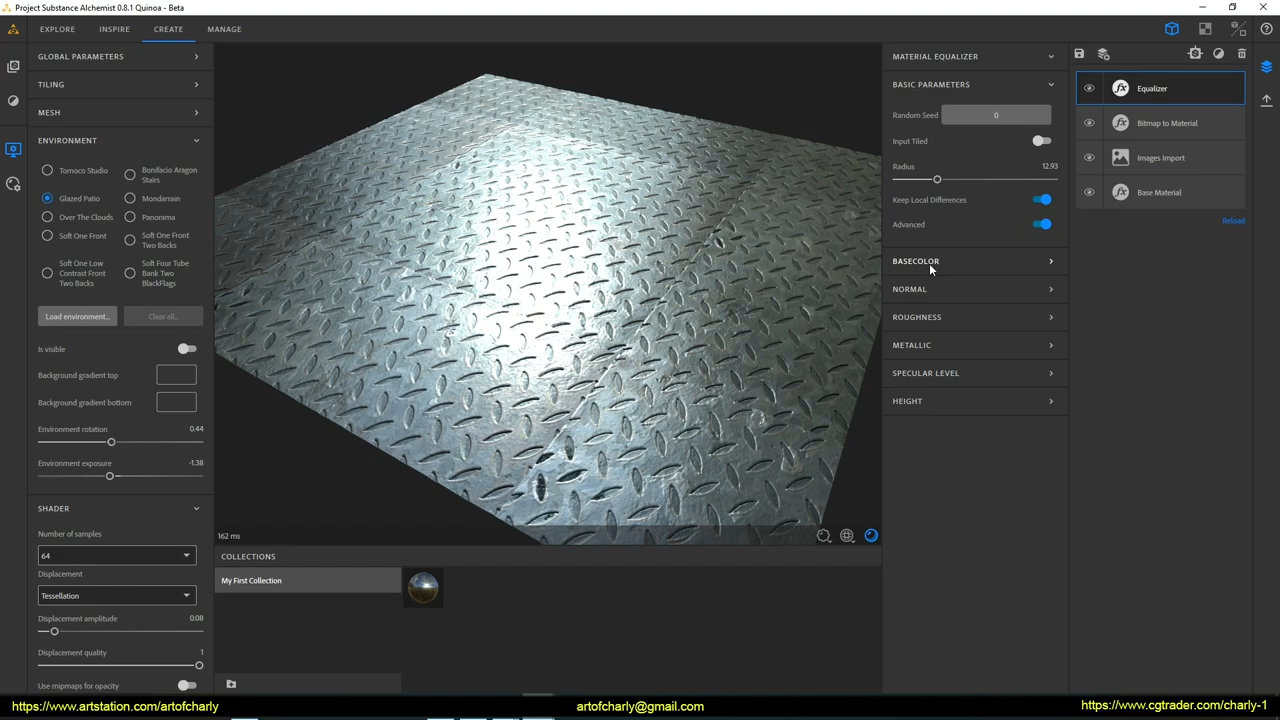 Project Substance Alchemist 0.8.1 Quinoa - Beta
EXPLORE
INSPIRE
CREATE
MANAGE
GLOBAL PARAMETERS
TILING
MESH
ENVIRONMENT
Tomoco Studio
Bonifacio Aragon
Stairs
Glazed Patio
Mondarrain
Over The Clouds
Panorama
Soft One Front
Soft One Front
Two Backs
Soft One Low
Contrast Front
Two Backs
Soft Four Tube
Bank Two
BlackFlags
Load environment...
Clear all...
Is visible
Background gradient top
Background gradient bottom
Environment rotation 0.44
Environment exposure -1.38
SHADER
Number of samples
64
Displacement
Tessellation
Displacement amplitude 0.08
Displacement quality 1
Use mipmaps for opacity
162 ms
COLLECTIONS
My First Collection
MATERIAL EQUALIZER
BASIC PARAMETERS
Random Seed 0
Input Tiled
Radius 12.93
Keep Local Differences
Advanced
BASECOLOR
NORMAL
ROUGHNESS
METALLIC
SPECULAR LEVEL
HEIGHT
Equalizer
Bitmap to Material
Images Import
Base Material
Reload
https://www.artstation.com/artofcharly
artofcharly@gmail.com
https://www.cgtrader.com/charly-1